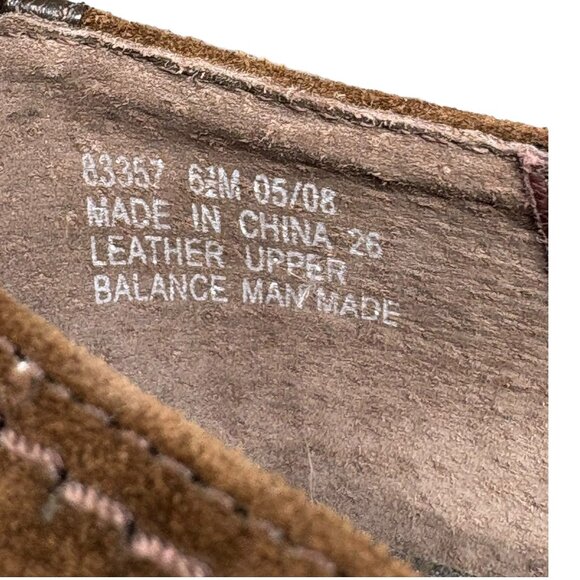 83357 6½M 05/08
MADE IN CHINA 26
LEATHER UPPER
BALANCE MAN MADE